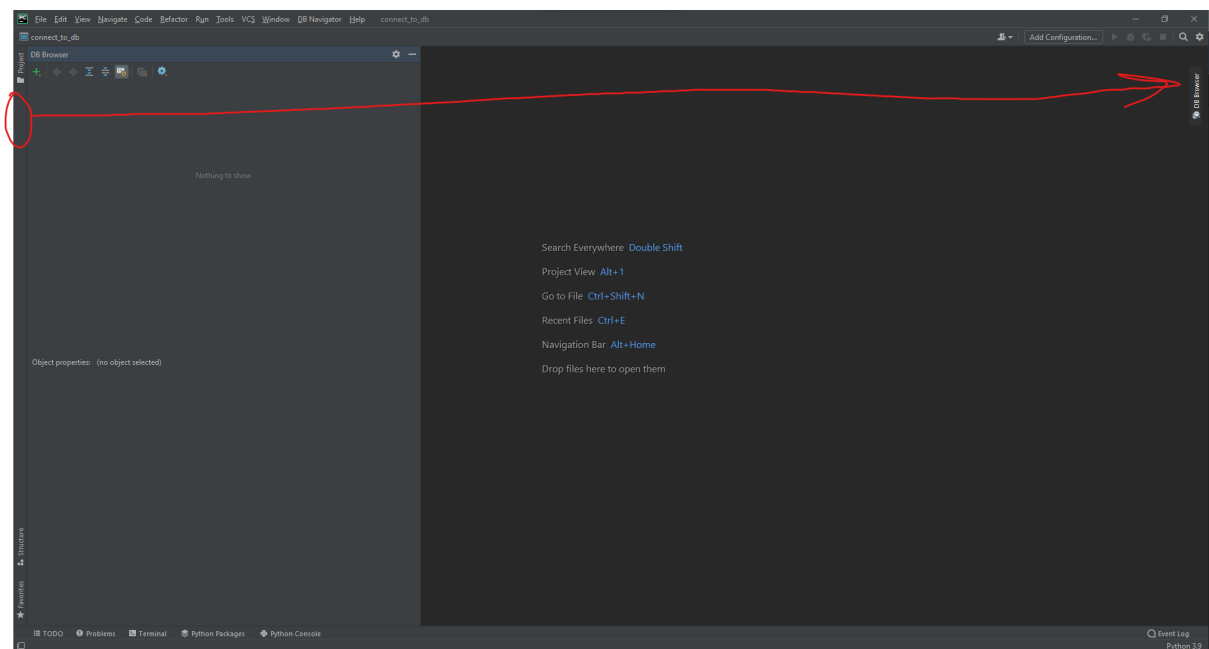 PC File Edit View Navigate Code Refactor Run Tools VCS Window DB Navigator Help connect_to_db
connect_to_db Add Configuration...
Project
DB Browser
DB Browser
Nothing to show
Search Everywhere Double Shift
Project View Alt+1
Go to File Ctrl+Shift+N
Recent Files Ctrl+E
Navigation Bar Alt+Home
Object properties: (no object selected)
Drop files here to open them
Structure
Favorites
TODO Problems Terminal Python Packages Python Console Event Log
Python 3.9